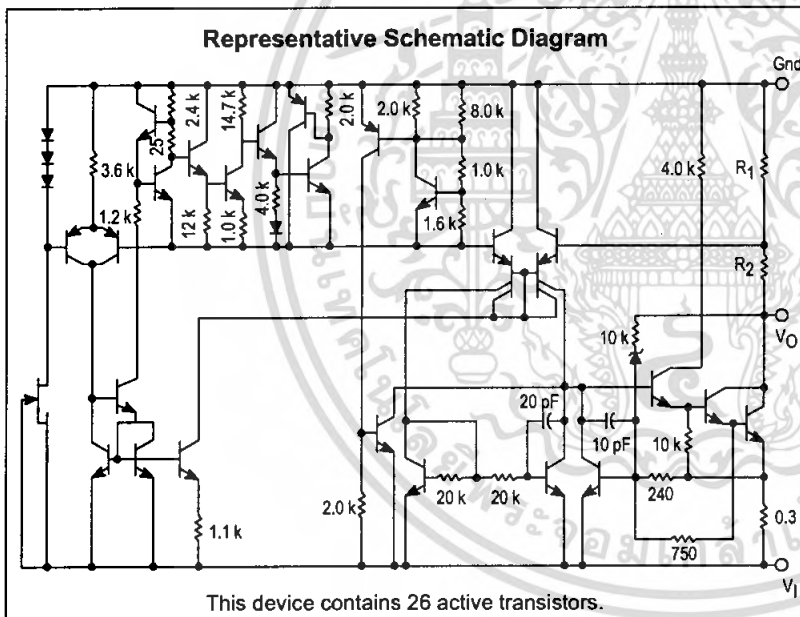 Representative Schematic Diagram
Gnd
2.4 k
14.7 k
2.0 k
2.0 k
8.0 k
25
3.6 k
1.0 k
4.0 k
R1
1.2 k
4.0 k
1.6 k
12 k
1.0 k
R2
10 k
VO
20 pF
10 pF
10 k
20 k
20 k
240
2.0 k
0.3
1.1 k
750
VI
This device contains 26 active transistors.